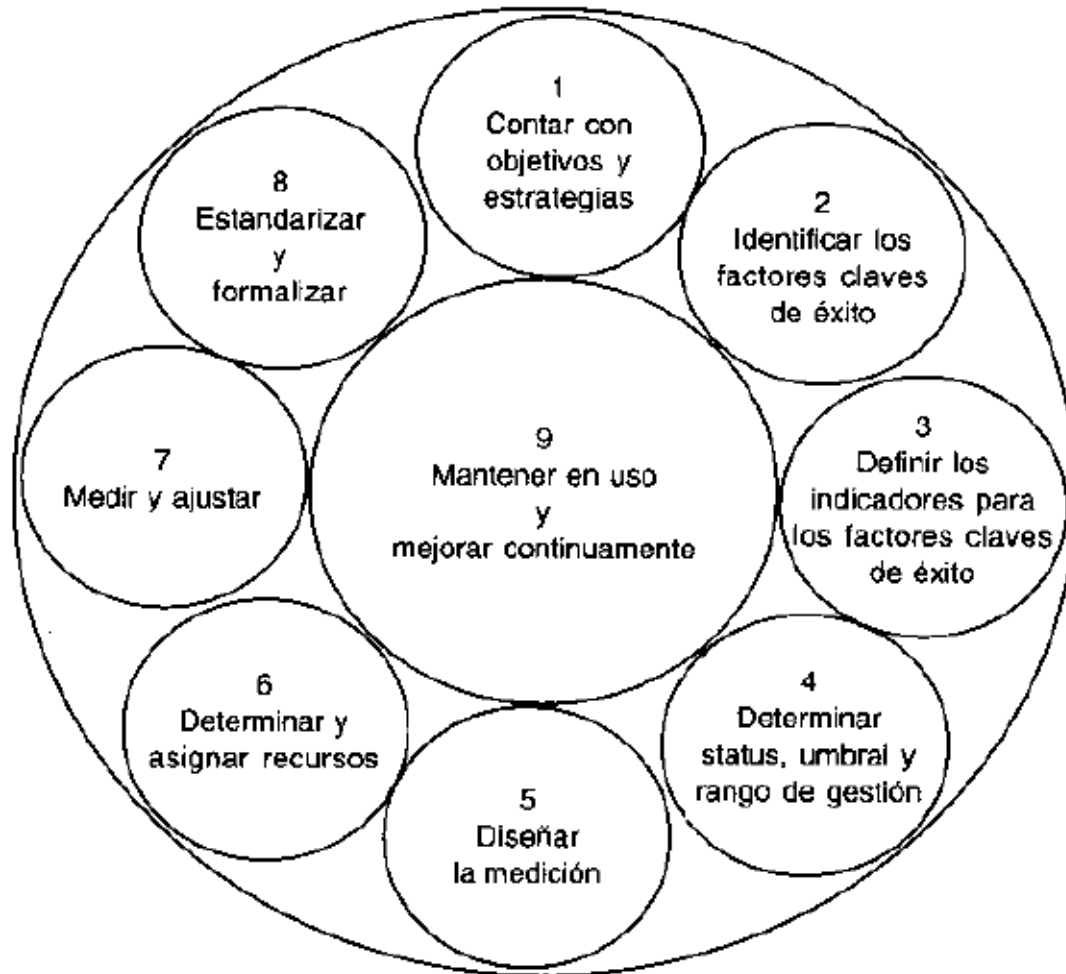 1
Contar con
objetivos y
estrategias
2
Identificar los
factores claves
de éxito
3
Definir los
indicadores para
los factores claves
de éxito
4
Determinar
status, umbral y
rango de gestión
5
Diseñar
la medición
6
Determinar y
asignar recursos
7
Medir y ajustar
8
Estandarizar
y
formalizar
9
Mantener en uso
y
mejorar continuamente